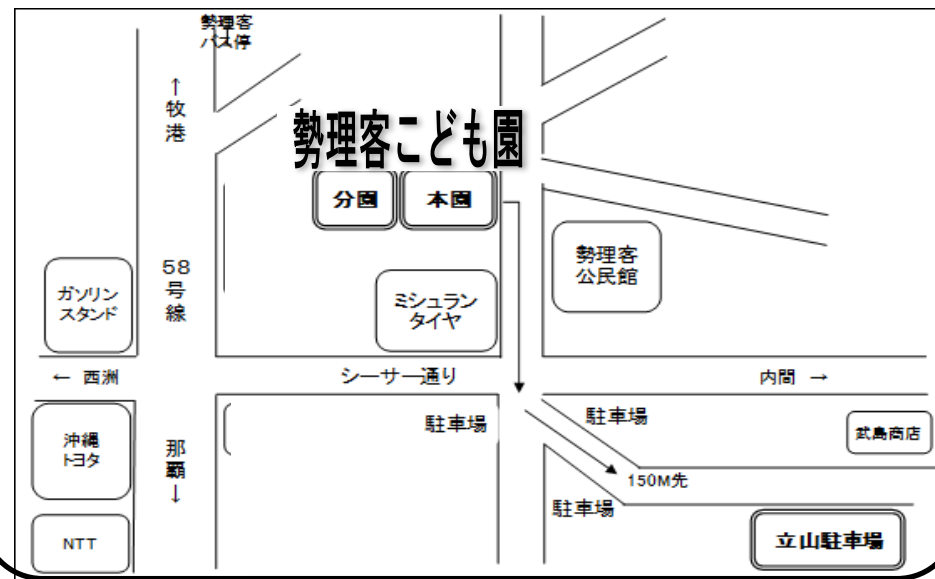 勢理客
バス停
↑
牧
港
勢理客こども園
分園
本園
勢理客
公民館
58
号
線
ガソリン
スタンド
ミシュラン
タイヤ
← 西洲
シーサー通り
内間 →
駐車場
駐車場
武島商店
沖縄
トヨタ
那
覇
↓
150M先
駐車場
NTT
立山駐車場